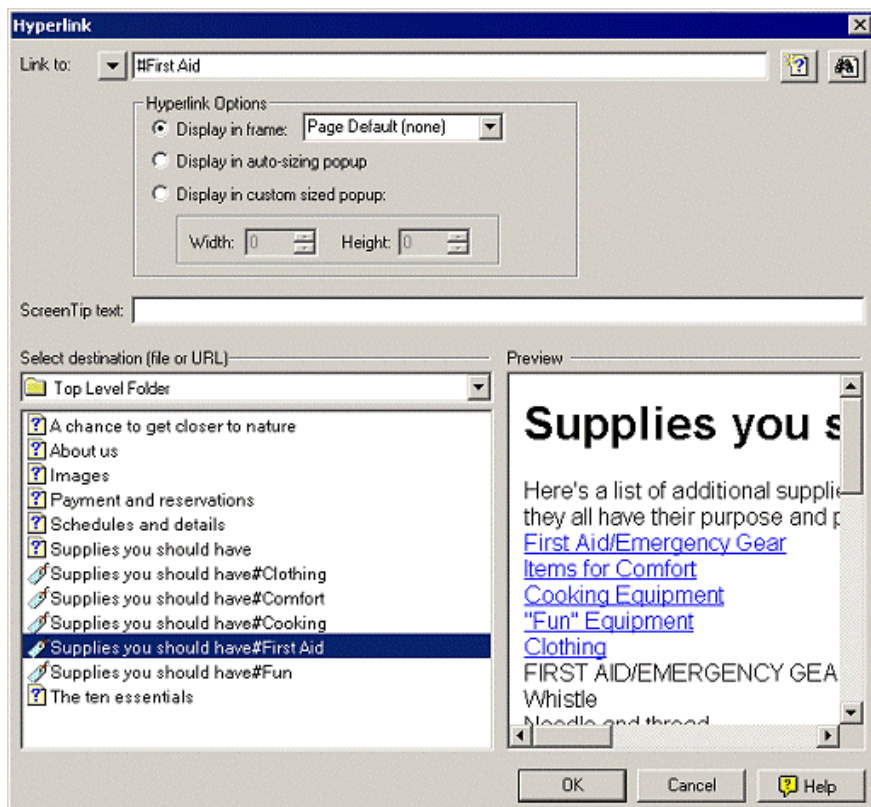 Hyperlink
Link to: #First Aid
Hyperlink Options
Display in frame: Page Default (none)
Display in auto-sizing popup
Display in custom sized popup:
Width: 0 Height: 0
ScreenTip text:
Select destination (file or URL)
Top Level Folder
A chance to get closer to nature
About us
Images
Payment and reservations
Schedules and details
Supplies you should have
Supplies you should have#Clothing
Supplies you should have#Comfort
Supplies you should have#Cooking
Supplies you should have#First Aid
Supplies you should have#Fun
The ten essentials
Preview
Supplies you s
Here's a list of additional supplie
they all have their purpose and p
First Aid/Emergency Gear
Items for Comfort
Cooking Equipment
"Fun" Equipment
Clothing
FIRST AID/EMERGENCY GEA
Whistle
Needle and thread
OK Cancel Help